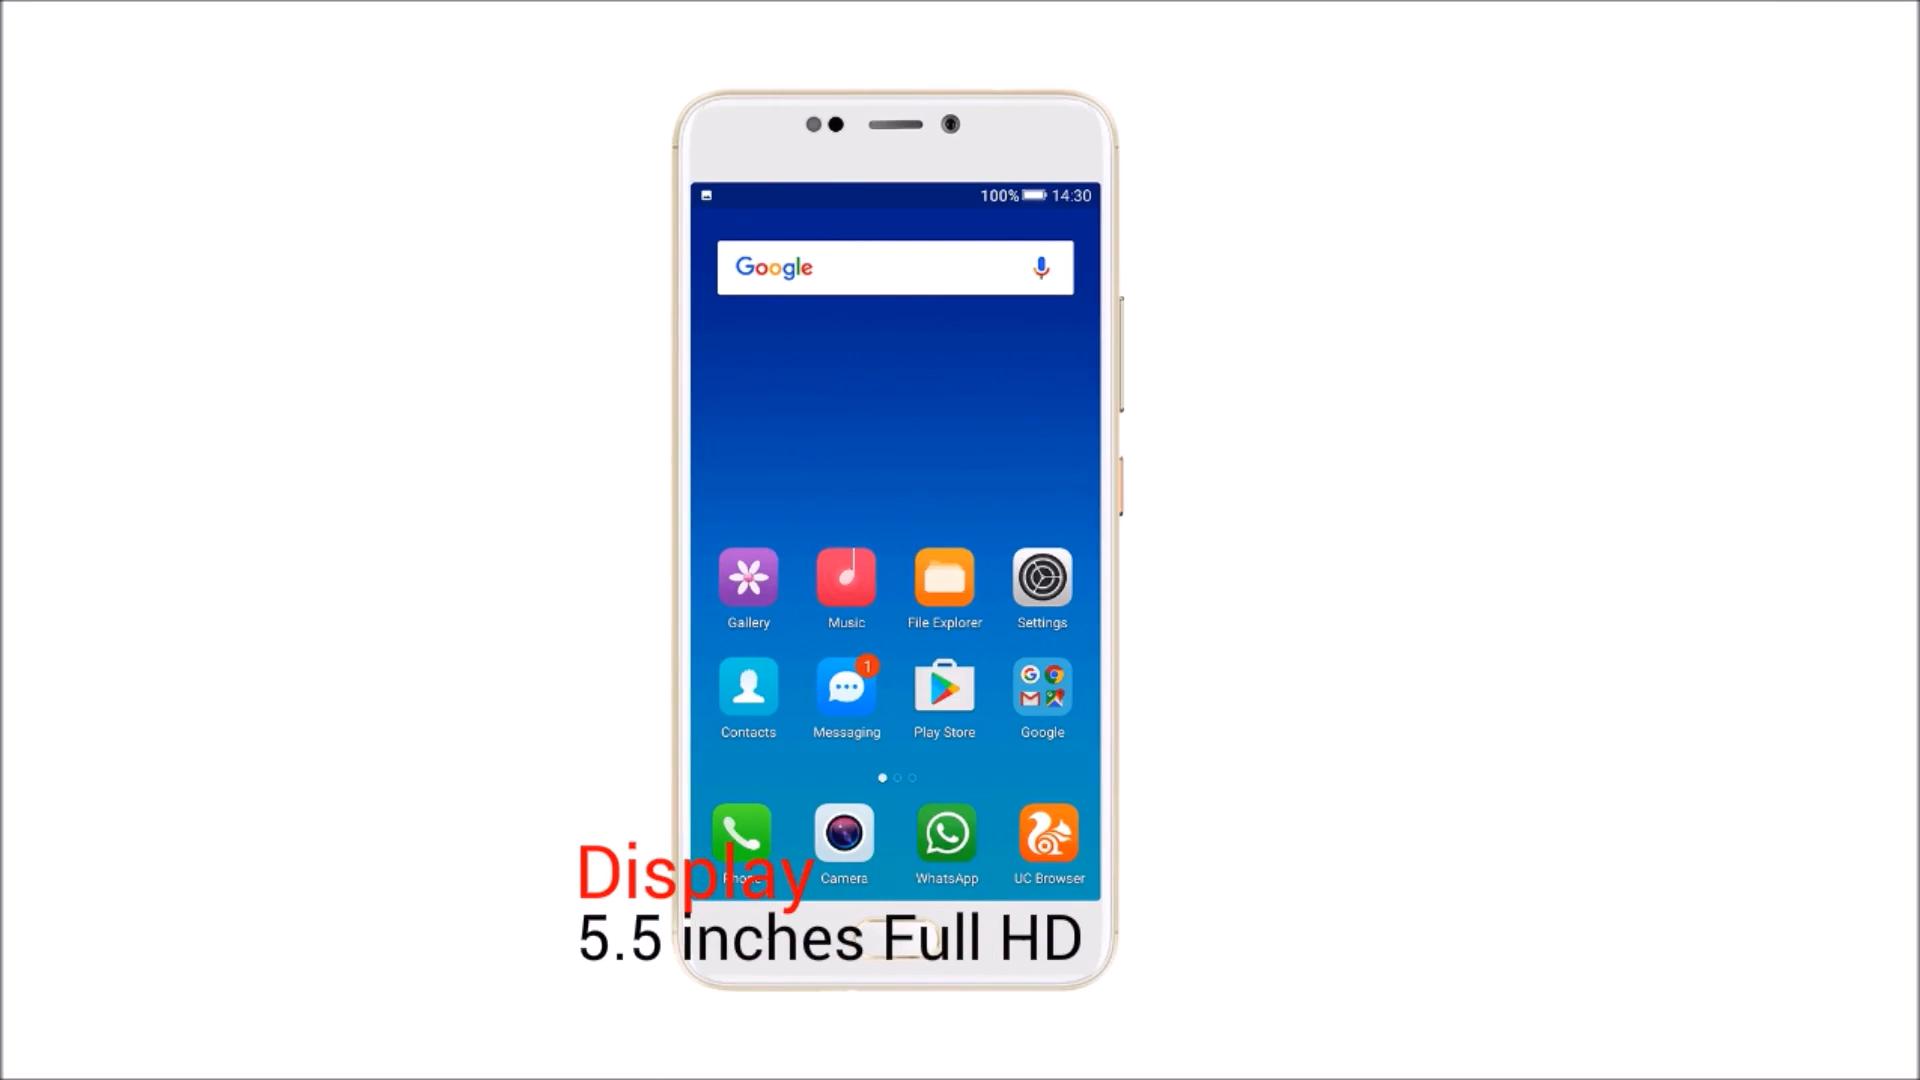 100% 14:30
Google
Gallery Music File Explorer Settings
1
Contacts Messaging Play Store Google
Phone Camera WhatsApp UC Browser
Display
5.5 inches Full HD